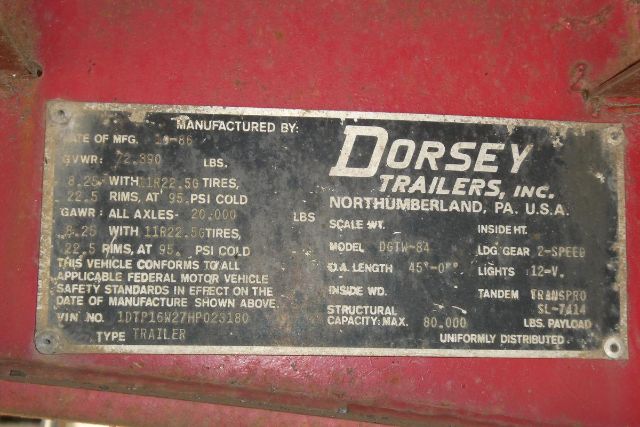 MANUFACTURED BY:
DORSEY
TRAILERS, INC.
NORTHUMBERLAND, PA. U.S.A.
DATE OF MFG. 10-86
GVWR: 72.390 LBS.
8.25 WITH 11R22.5G TIRES,
22.5 RIMS, AT 95 PSI COLD
GAWR: ALL AXLES- 20.000 LBS
8.25 WITH 11R22.5G TIRES,
22.5 RIMS, AT 95 PSI COLD
THIS VEHICLE CONFORMS TO ALL
APPLICABLE FEDERAL MOTOR VEHICLE
SAFETY STANDARDS IN EFFECT ON THE
DATE OF MANUFACTURE SHOWN ABOVE.
VIN NO. 1DTP16W27HP023180
TYPE TRAILER
SCALE WT. INSIDE HT.
MODEL DGTW-84 LDG. GEAR 2-SPEED
O.A. LENGTH 45'-0" LIGHTS 12-V.
INSIDE WD. TANDEM TRANSPRO
SL-7414
STRUCTURAL
CAPACITY: MAX. 80.000 LBS. PAYLOAD
UNIFORMLY DISTRIBUTED.